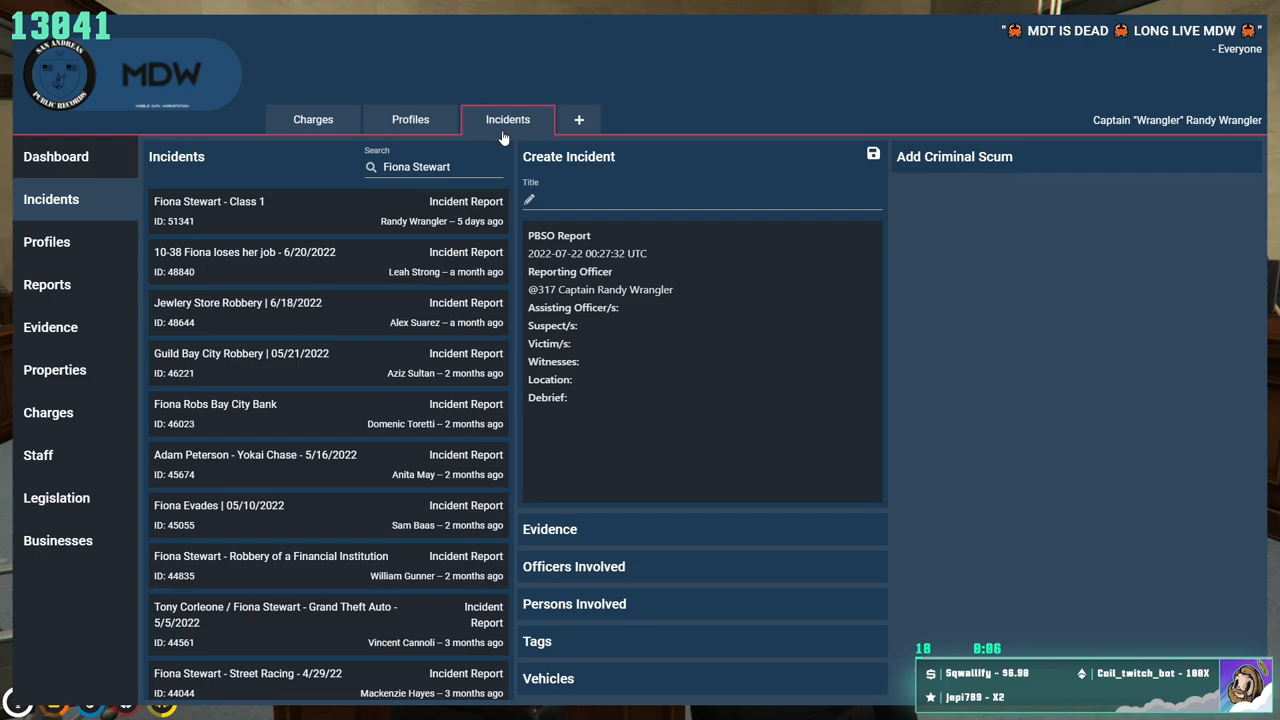 13041
SAN ANDREAS
PUBLIC RECORDS
MDW
MOBILE DATA WORKSTATION
"🦀 MDT IS DEAD 🦀 LONG LIVE MDW 🦀"
- Everyone
Charges
Profiles
Incidents
+
Captain "Wrangler" Randy Wrangler
Dashboard
Incidents
Profiles
Reports
Evidence
Properties
Charges
Staff
Legislation
Businesses
Incidents
Search
Fiona Stewart
Fiona Stewart - Class 1 Incident Report
ID: 51341 Randy Wrangler – 5 days ago
10-38 Fiona loses her job - 6/20/2022 Incident Report
ID: 48840 Leah Strong – a month ago
Jewlery Store Robbery | 6/18/2022 Incident Report
ID: 48644 Alex Suarez – a month ago
Guild Bay City Robbery | 05/21/2022 Incident Report
ID: 46221 Aziz Sultan – 2 months ago
Fiona Robs Bay City Bank Incident Report
ID: 46023 Domenic Toretti – 2 months ago
Adam Peterson - Yokai Chase - 5/16/2022 Incident Report
ID: 45674 Anita May – 2 months ago
Fiona Evades | 05/10/2022 Incident Report
ID: 45055 Sam Baas – 2 months ago
Fiona Stewart - Robbery of a Financial Institution Incident Report
ID: 44835 William Gunner – 2 months ago
Tony Corleone / Fiona Stewart - Grand Theft Auto - Incident
5/5/2022 Report
ID: 44561 Vincent Cannoli – 3 months ago
Fiona Stewart - Street Racing - 4/29/22 Incident Report
ID: 44044 Mackenzie Hayes – 3 months ago
Create Incident
Title
PBSO Report
2022-07-22 00:27:32 UTC
Reporting Officer
@317 Captain Randy Wrangler
Assisting Officer/s:
Suspect/s:
Victim/s:
Witnesses:
Location:
Debrief:
Evidence
Officers Involved
Persons Involved
Tags
Vehicles
Add Criminal Scum
18 0:06
Sqwallify - $6.99
Coil_twitch_bot - 100X
jepi789 - X2